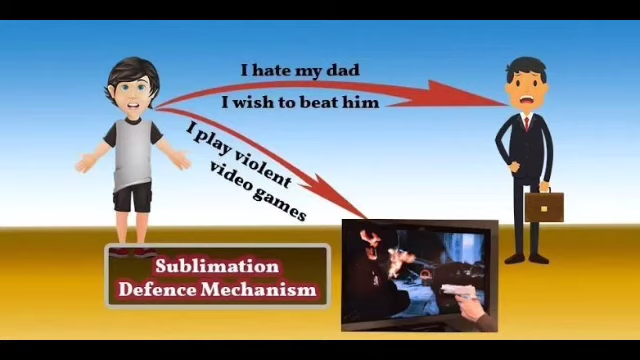 I hate my dad
I wish to beat him
I play violent
video games
Sublimation
Defence Mechanism